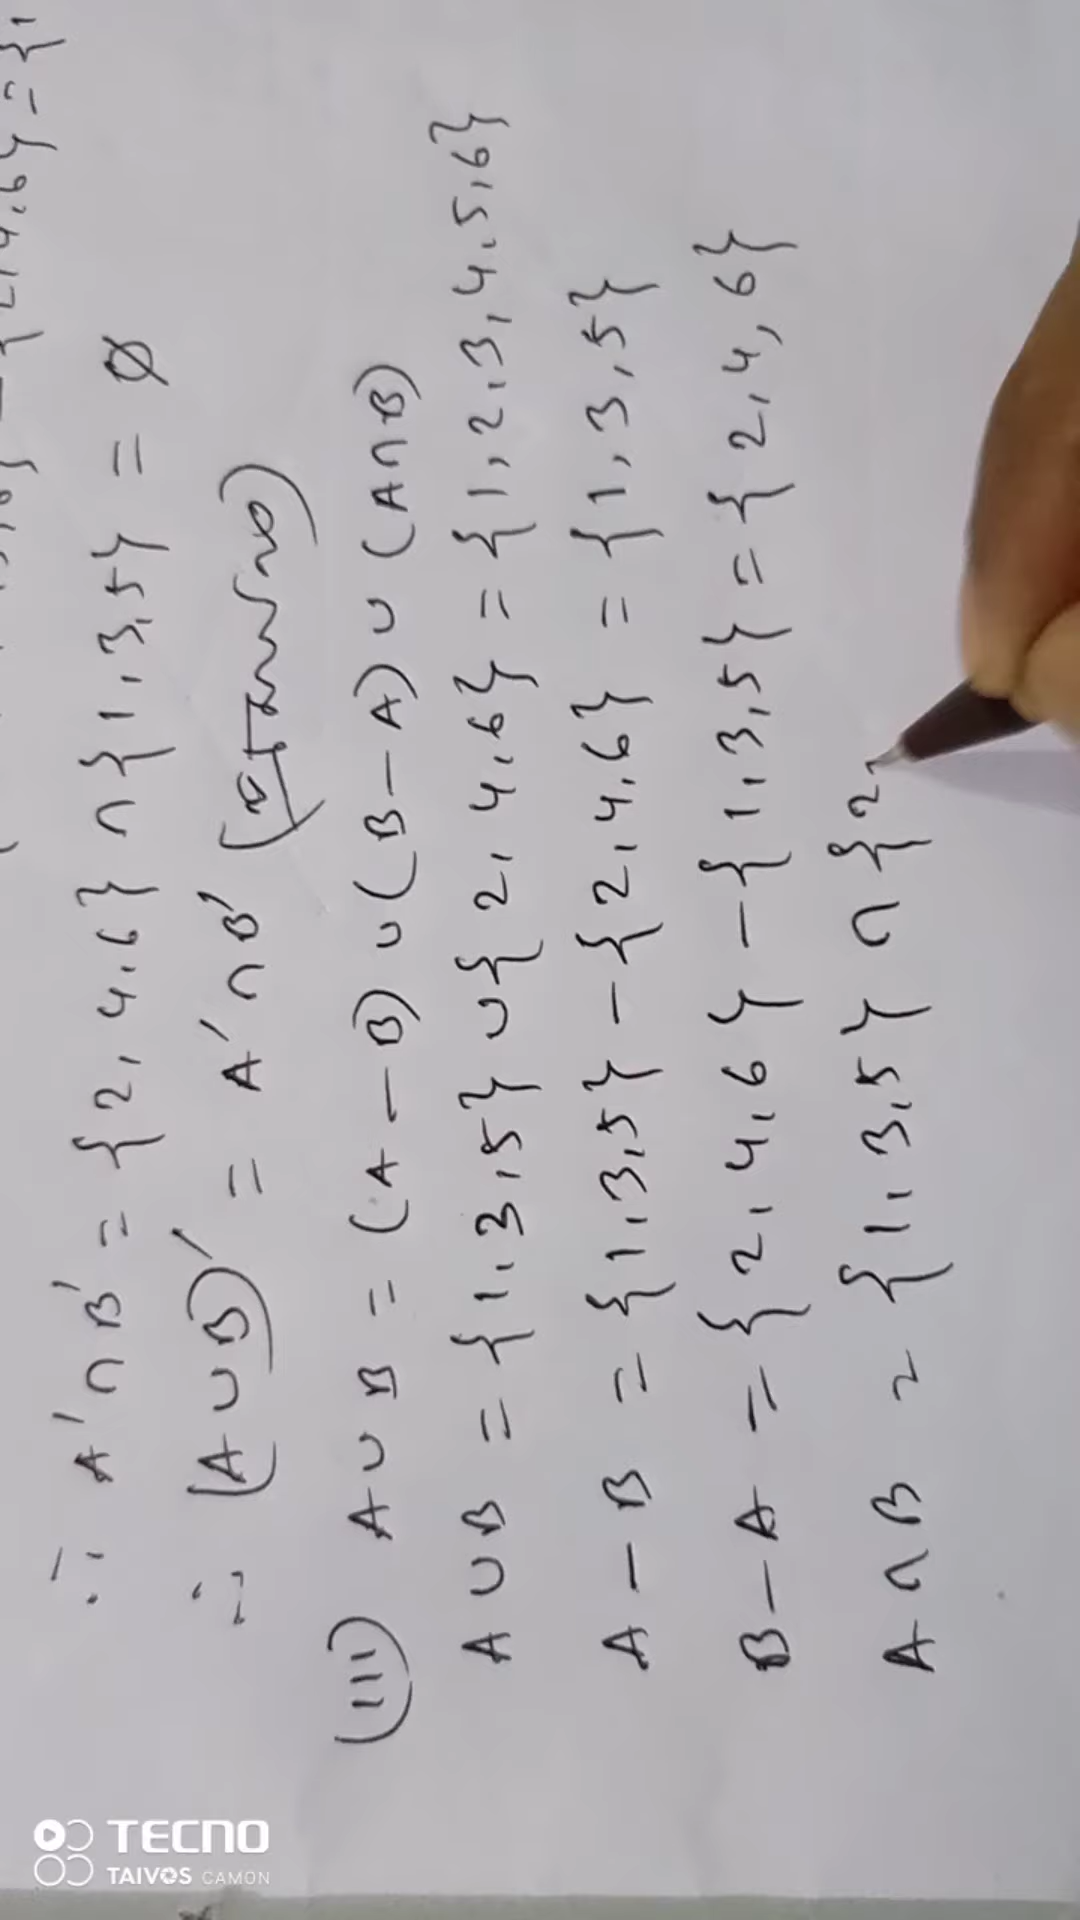 ∴ A'∩B' = {2,4,6} ∩ {1,3,5} = ∅
∴ (A∪B)' = A'∩B'
(iii) A∪B = (A−B)∪(B−A)∪(A∩B)
A∪B = {1,3,5}∪{2,4,6} = {1,2,3,4,5,6}
A−B = {1,3,5}−{2,4,6} = {1,3,5}
B−A = {2,4,6}−{1,3,5} = {2,4,6}
A∩B = {1,3,5}∩{2,
TECNO
TAIVOS CAMON